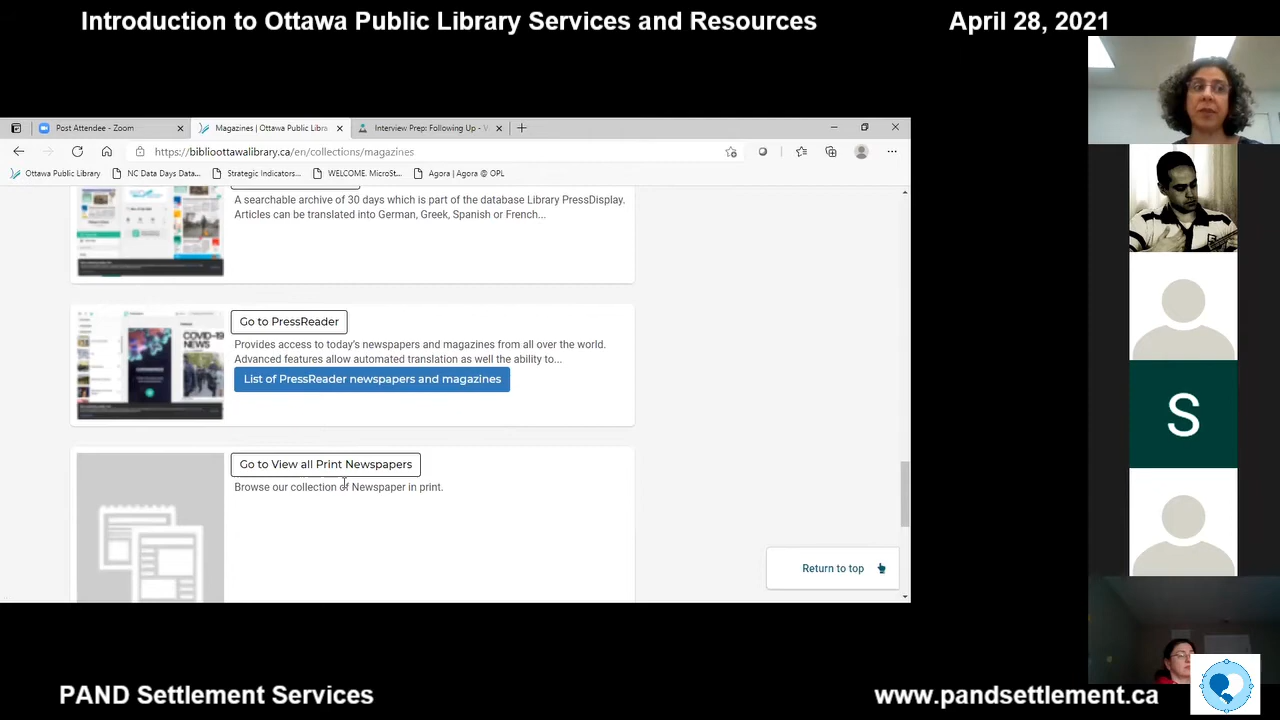 Introduction to Ottawa Public Library Services and Resources
April 28, 2021
Post Attendee - Zoom
Magazines | Ottawa Public Libra
Interview Prep: Following Up - V
https://biblioottawalibrary.ca/en/collections/magazines
Ottawa Public Library
NC Data Days Data...
Strategic Indicators...
WELCOME. MicroSt...
Agora | Agora @ OPL
A searchable archive of 30 days which is part of the database Library PressDisplay.
Articles can be translated into German, Greek, Spanish or French...
COVID-19
NEWS
Go to PressReader
Provides access to today's newspapers and magazines from all over the world.
Advanced features allow automated translation as well the ability to...
List of PressReader newspapers and magazines
Go to View all Print Newspapers
Browse our collection of Newspaper in print.
Return to top
S
PAND Settlement Services
www.pandsettlement.ca